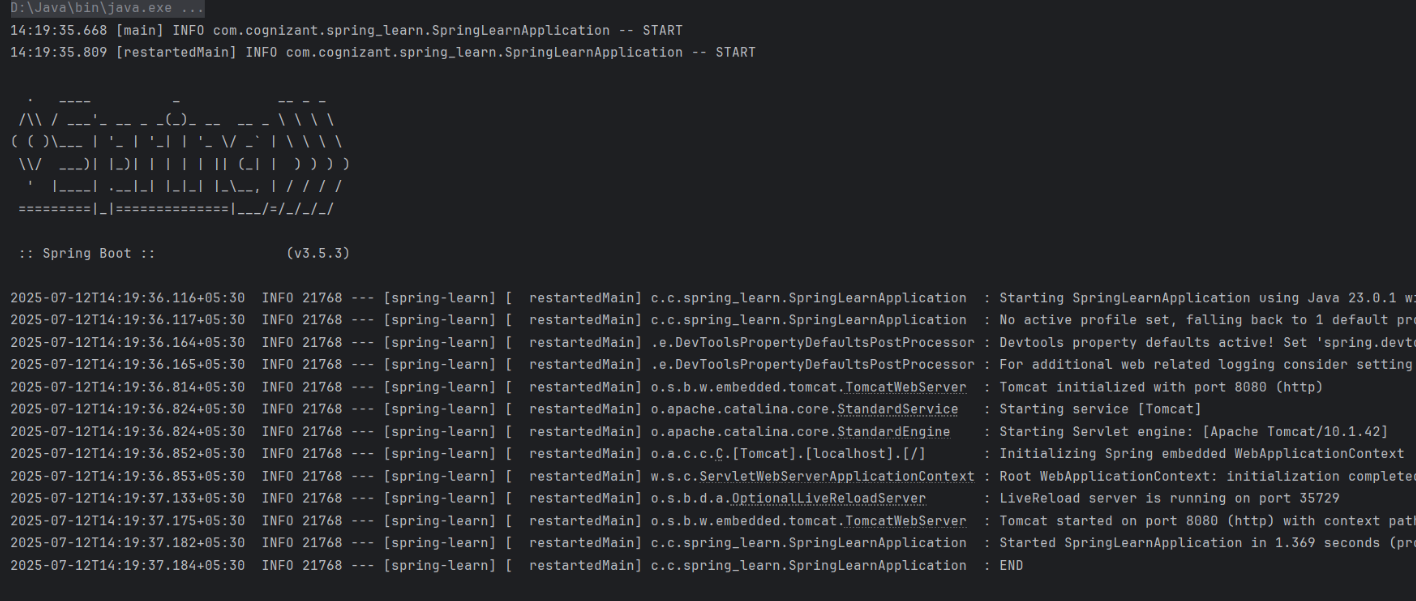 D:\Java\bin\java.exe ...
14:19:35.668 [main] INFO com.cognizant.spring_learn.SpringLearnApplication -- START
14:19:35.809 [restartedMain] INFO com.cognizant.spring_learn.SpringLearnApplication -- START
  .   ____          _            __ _ _
 /\\ / ___'_ __ _ _(_)_ __  __ _ \ \ \ \
( ( )\___ | '_ | '_| | '_ \/ _` | \ \ \ \
 \\/  ___)| |_)| | | | | || (_| |  ) ) ) )
  '  |____| .__|_| |_|_| |_\__, | / / / /
 =========|_|==============|___/=/_/_/_/
 :: Spring Boot ::                (v3.5.3)
2025-07-12T14:19:36.116+05:30  INFO 21768 --- [spring-learn] [  restartedMain] c.c.spring_learn.SpringLearnApplication  : Starting SpringLearnApplication using Java 23.0.1 wi
2025-07-12T14:19:36.117+05:30  INFO 21768 --- [spring-learn] [  restartedMain] c.c.spring_learn.SpringLearnApplication  : No active profile set, falling back to 1 default pro
2025-07-12T14:19:36.164+05:30  INFO 21768 --- [spring-learn] [  restartedMain] .e.DevToolsPropertyDefaultsPostProcessor : Devtools property defaults active! Set 'spring.devto
2025-07-12T14:19:36.165+05:30  INFO 21768 --- [spring-learn] [  restartedMain] .e.DevToolsPropertyDefaultsPostProcessor : For additional web related logging consider setting
2025-07-12T14:19:36.814+05:30  INFO 21768 --- [spring-learn] [  restartedMain] o.s.b.w.embedded.tomcat.TomcatWebServer  : Tomcat initialized with port 8080 (http)
2025-07-12T14:19:36.824+05:30  INFO 21768 --- [spring-learn] [  restartedMain] o.apache.catalina.core.StandardService   : Starting service [Tomcat]
2025-07-12T14:19:36.824+05:30  INFO 21768 --- [spring-learn] [  restartedMain] o.apache.catalina.core.StandardEngine    : Starting Servlet engine: [Apache Tomcat/10.1.42]
2025-07-12T14:19:36.852+05:30  INFO 21768 --- [spring-learn] [  restartedMain] o.a.c.c.C.[Tomcat].[localhost].[/]       : Initializing Spring embedded WebApplicationContext
2025-07-12T14:19:36.853+05:30  INFO 21768 --- [spring-learn] [  restartedMain] w.s.c.ServletWebServerApplicationContext : Root WebApplicationContext: initialization completed
2025-07-12T14:19:37.133+05:30  INFO 21768 --- [spring-learn] [  restartedMain] o.s.b.d.a.OptionalLiveReloadServer       : LiveReload server is running on port 35729
2025-07-12T14:19:37.175+05:30  INFO 21768 --- [spring-learn] [  restartedMain] o.s.b.w.embedded.tomcat.TomcatWebServer  : Tomcat started on port 8080 (http) with context pat
2025-07-12T14:19:37.182+05:30  INFO 21768 --- [spring-learn] [  restartedMain] c.c.spring_learn.SpringLearnApplication  : Started SpringLearnApplication in 1.369 seconds (pro
2025-07-12T14:19:37.184+05:30  INFO 21768 --- [spring-learn] [  restartedMain] c.c.spring_learn.SpringLearnApplication  : END